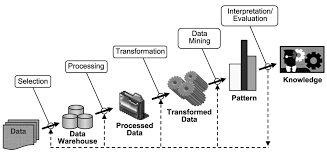 Interpretation/
Evaluation
Data
Mining
Transformation
Processing
Selection
Knowledge
Pattern
Transformed
Data
Processed
Data
Data
Warehouse
Data